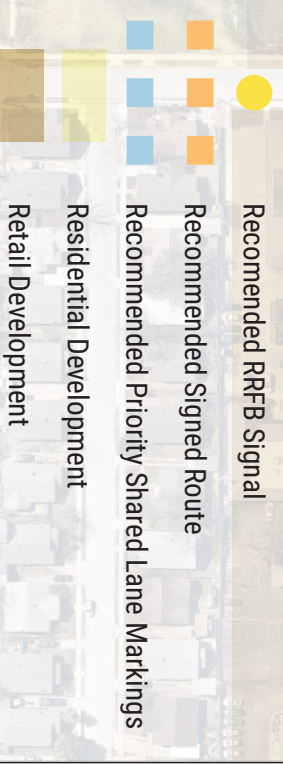 Recomended RRFB Signal
Recommended Signed Route
Recommended Priority Shared Lane Markings
Residential Development
Retail Development